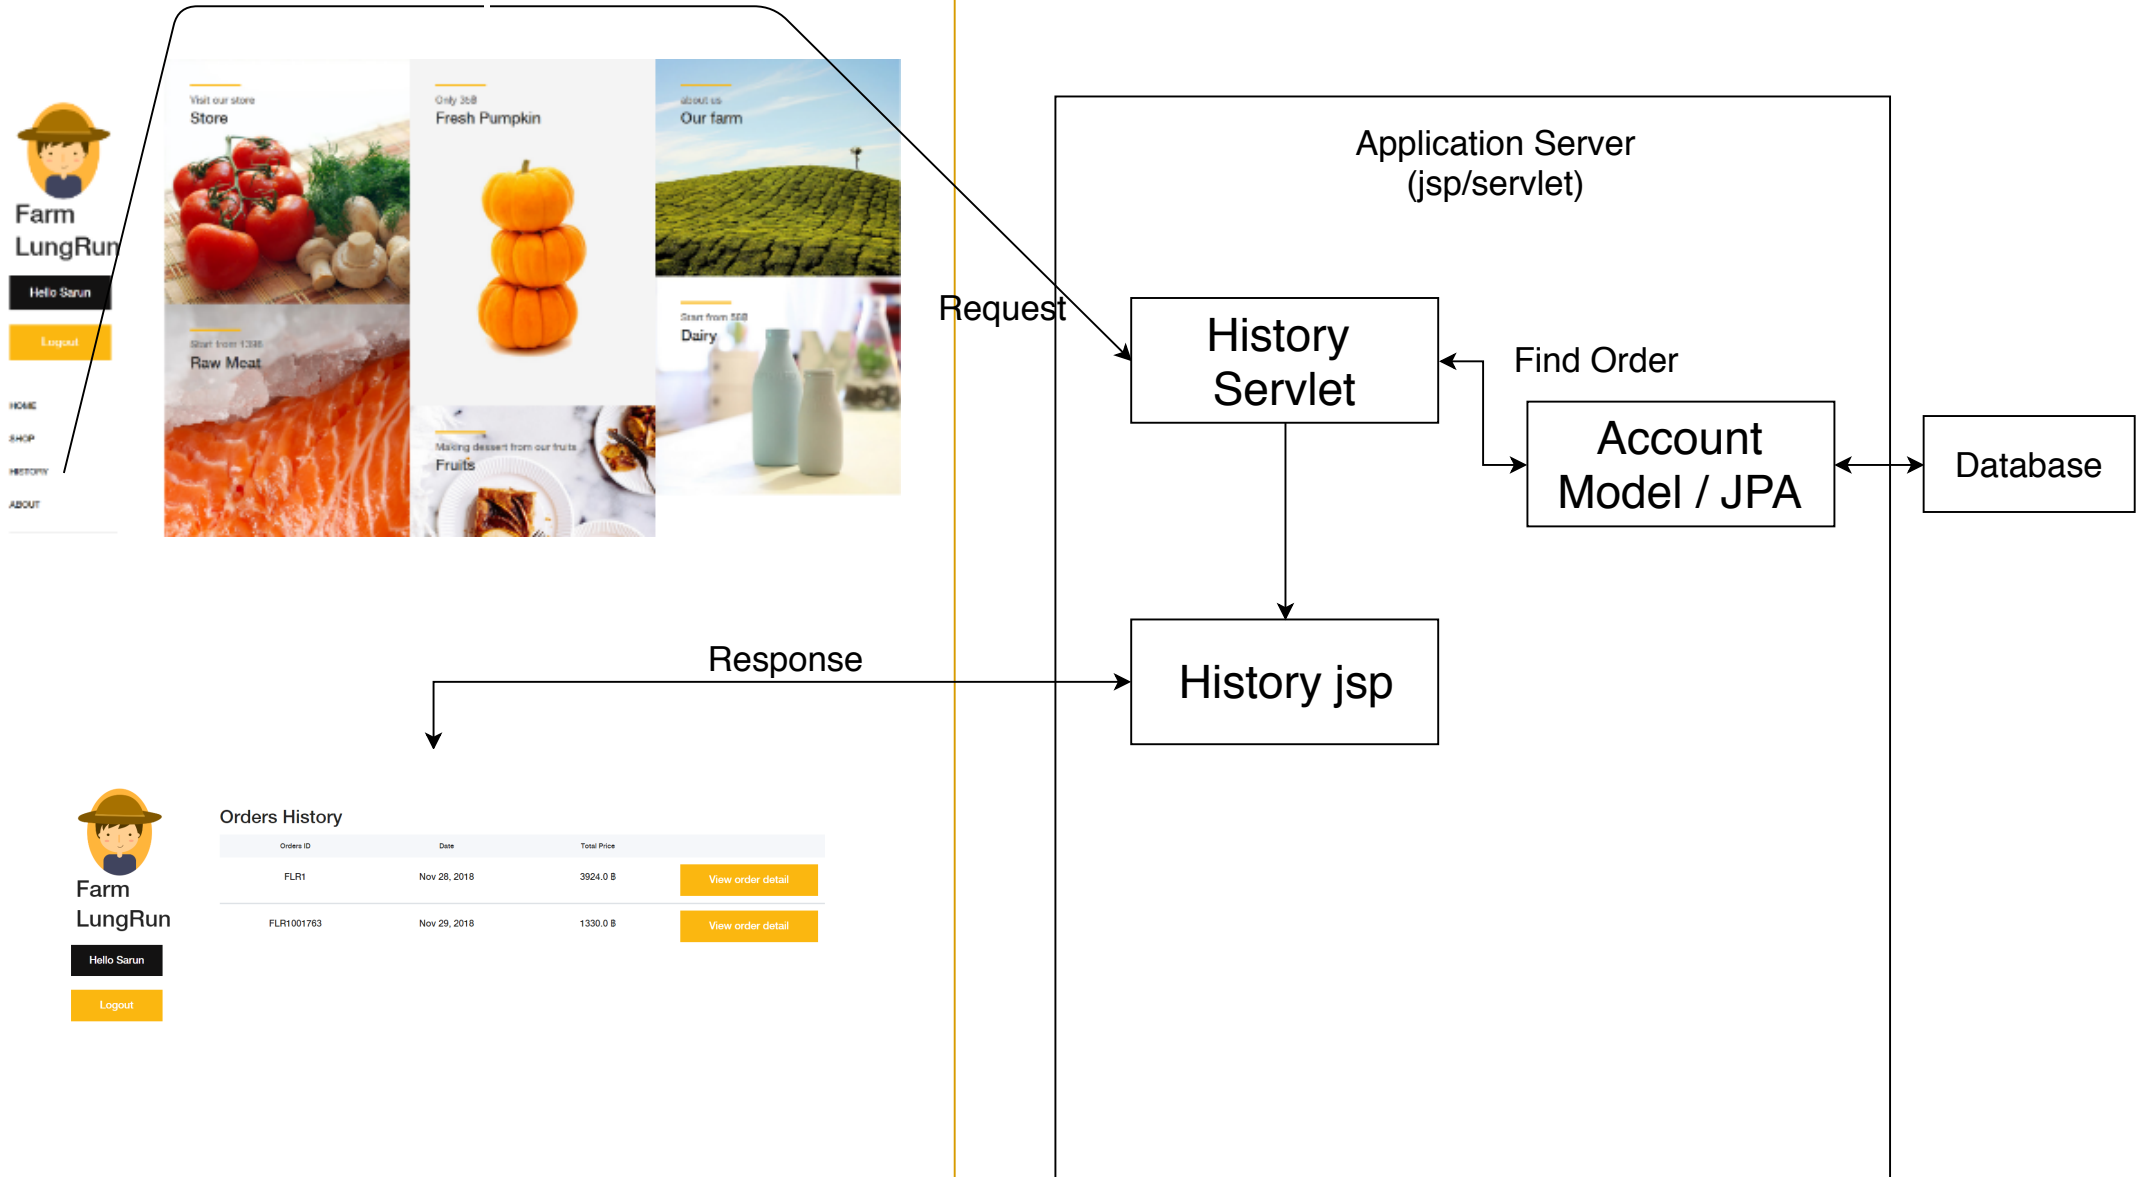 Visit our store
Store
Only 35B
Fresh Pumpkin
about us
Our farm
Farm
LungRun
Hello Sarun
Logout
Start from 139B
Raw Meat
Start from 56B
Dairy
HOME
SHOP
HISTORY
ABOUT
Making dessert from our fruits
Fruits
Application Server
(jsp/servlet)
Request
History
Servlet
Find Order
Account
Model / JPA
Database
Response
History jsp
Farm
LungRun
Hello Sarun
Logout
Orders History
Orders ID Date Total Price
FLR1 Nov 28, 2018 3924.0 ฿ View order detail
FLR1001763 Nov 29, 2018 1330.0 ฿ View order detail